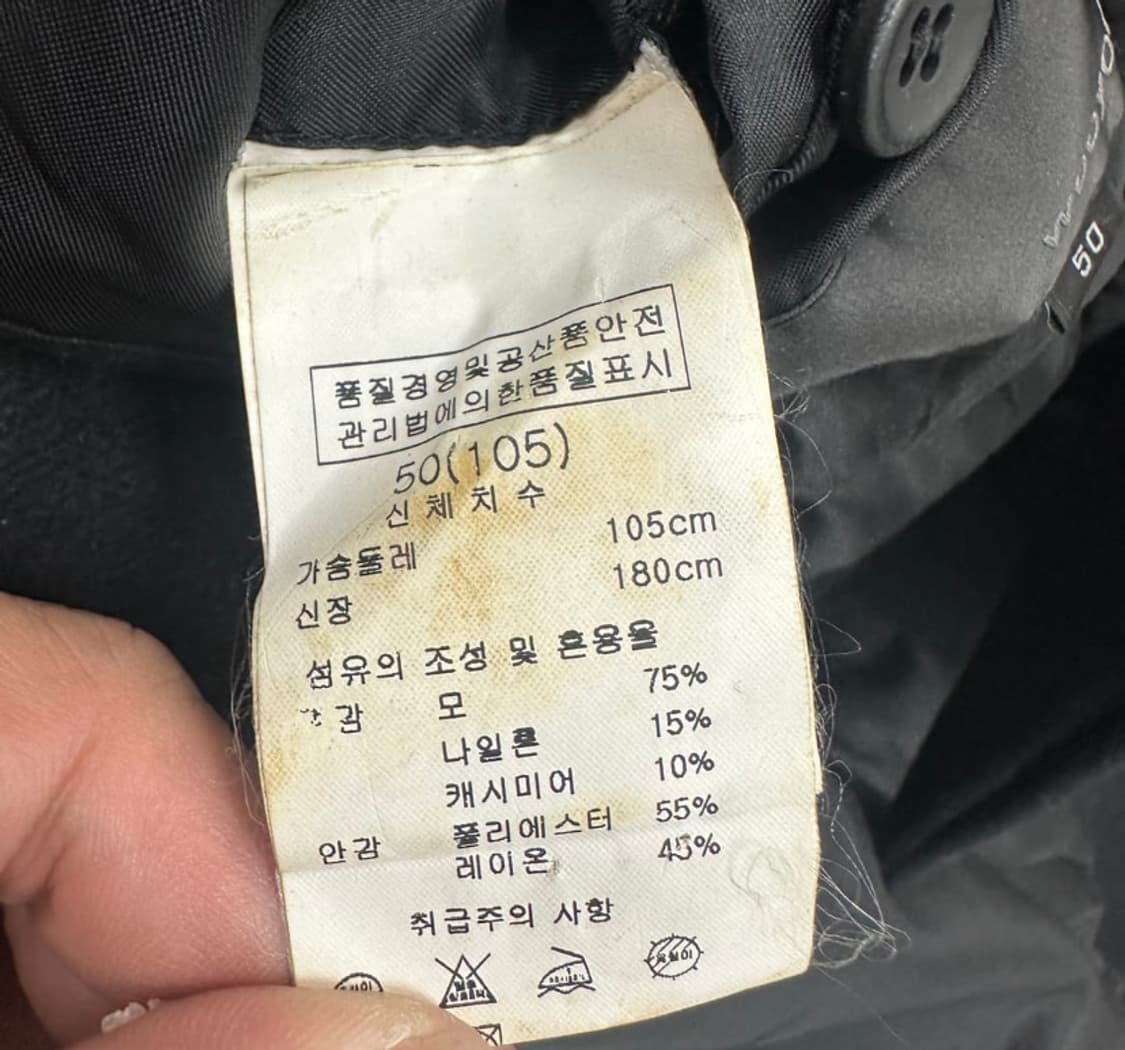 품질경영및공산품안전
관리법에의한품질표시
50(105)
신체치수
가슴둘레 105cm
신장 180cm
섬유의 조성 및 혼용율
감 모 75%
나일론 15%
캐시미어 10%
안감 폴리에스터 55%
레이온 45%
취급주의 사항
50